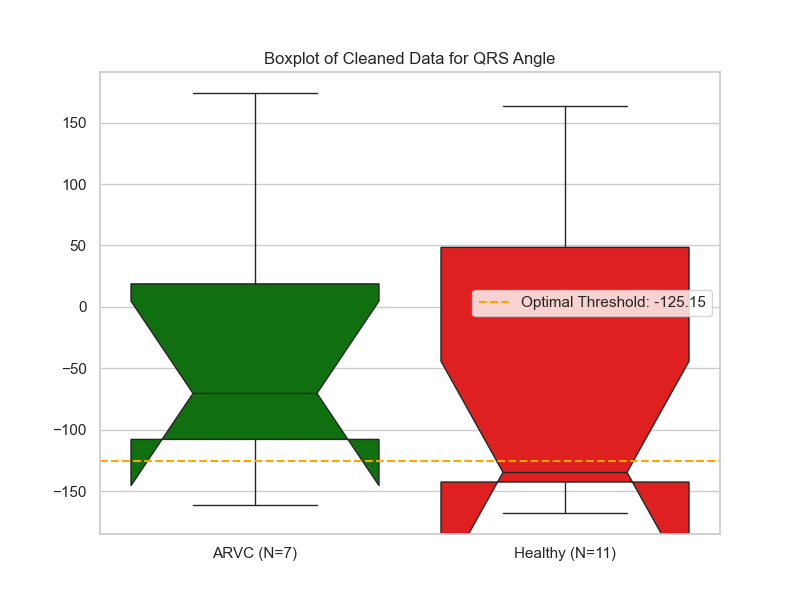 Boxplot of Cleaned Data for QRS Angle
150
100
50
0
−50
−100
−150
Optimal Threshold: -125.15
ARVC (N=7)
Healthy (N=11)